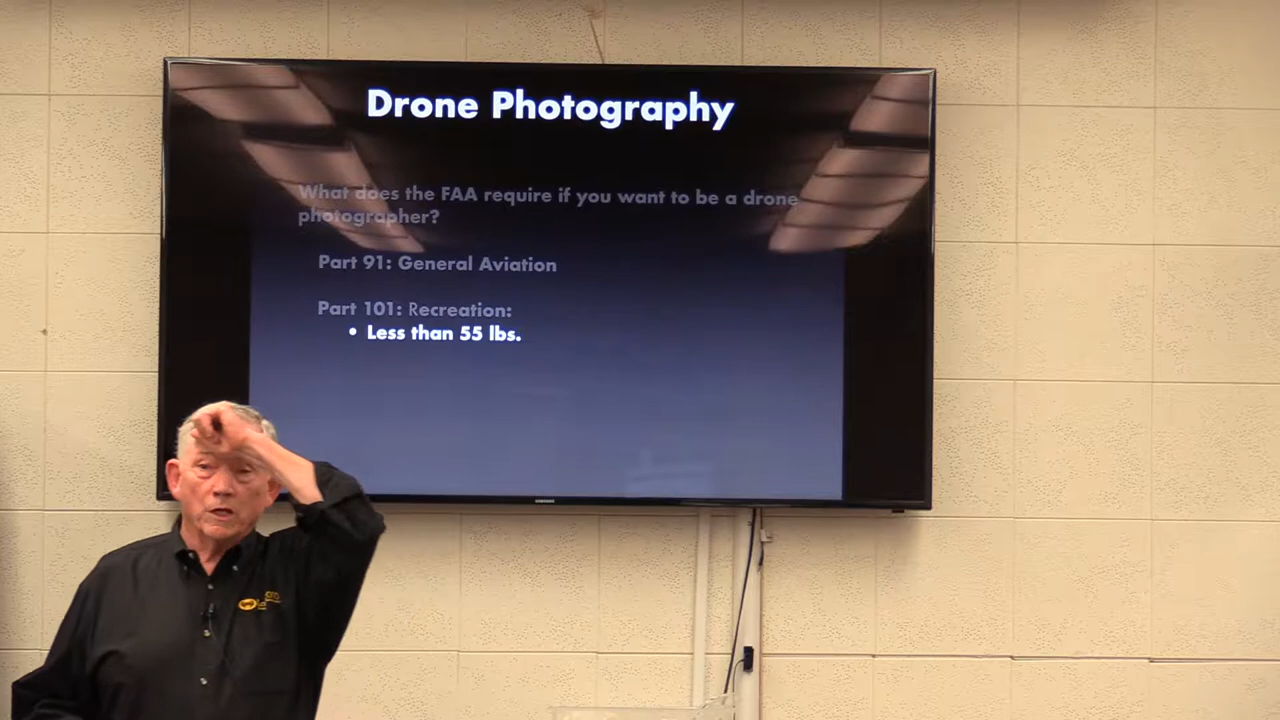 Drone Photography
What does the FAA require if you want to be a drone
photographer?
Part 91: General Aviation
Part 101: Recreation:
• Less than 55 lbs.
SAMSUNG